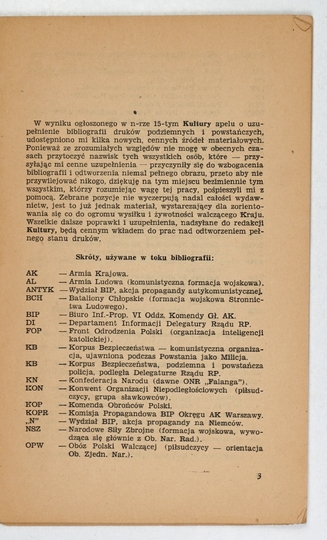 W wyniku ogłoszonego w n-rze 15-tym Kultury apelu o uzu-
pełnienie bibliografii druków podziemnych i powstańczych,
udostępniono mi kilka nowych, cennych źródeł materiałowych.
Ponieważ ze zrozumiałych względów nie mogę w obecnych cza-
sach przytoczyć nazwisk tych wszystkich osób, które — przy-
syłając mi cenne uzupełnienia — przyczyniły się do wzbogacenia
bibliografii i odtworzenia niemal pełnego obrazu, przeto aby nie
przywilejować nikogo, dziękuję na tym miejscu bezimiennie tym
wszystkim, którzy rozumiejąc wagę tej pracy, pośpieszyli mi z
pomocą. Zebrane pozycje nie wyczerpują nadal całości wydaw-
nictw, jest to już jednak materiał, wystarczający dla zoriento-
wania się co do ogromu wysiłku i żywotności walczącego Kraju.
Wszelkie dalsze poprawki i uzupełnienia, nadsyłane do redakcji
Kultury, będą cennym wkładem do prac nad odtworzeniem peł-
nego stanu druków.
Skróty, używane w toku bibliografii:
AK — Armia Krajowa.
AL — Armia Ludowa (komunistyczna formacja wojskowa).
ANTYK — Wydział BIP, akcja propagandy antykomunistycznej.
BCH — Bataliony Chłopskie (formacja wojskowa Stronnic-
twa Ludowego).
BIP — Biuro Inf.-Prop. VI Oddz. Komendy Gł. AK.
DI — Departament Informacji Delegatury Rządu RP.
FOP — Front Odrodzenia Polski (organizacja inteligencji
katolickiej).
KB — Korpus Bezpieczeństwa — komunistyczna organiza-
cja, ujawniona podczas Powstania jako Milicja.
KB — Korpus Bezpieczeństwa, podziemna i powstańcza
policja, podległa Delegaturze Rządu RP.
KN — Konfederacja Narodu (dawne ONR „Falanga").
KON — Konwent Organizacji Niepodległościowych (piłsud-
czycy, grupa sławkowców).
KOP — Komenda Obrońców Polski.
KOPR — Komisja Propagandowa BIP Okręgu AK Warszawy.
„N" — Wydział BIP, akcja propagandy na Niemców.
NSZ — Narodowe Siły Zbrojne (formacja wojskowa, wywo-
dząca się głównie z Ob. Nar. Rad.).
OPW — Obóz Polski Walczącej (piłsudczycy — orientacja
Ob. Zjedn. Nar.).
3